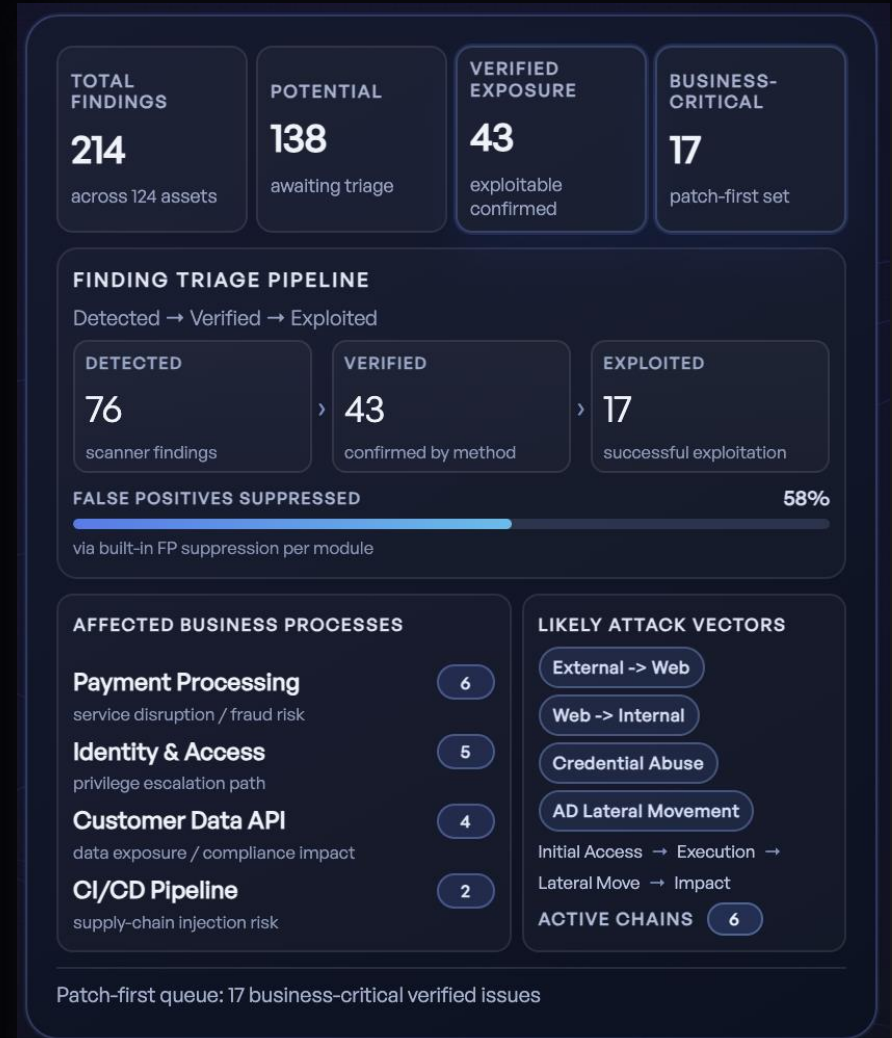 TOTAL
FINDINGS
214
across 124 assets
POTENTIAL
138
awaiting triage
VERIFIED
EXPOSURE
43
exploitable
confirmed
BUSINESS-
CRITICAL
17
patch-first set
FINDING TRIAGE PIPELINE
Detected → Verified → Exploited
DETECTED
76
scanner findings
›
VERIFIED
43
confirmed by method
›
EXPLOITED
17
successful exploitation
FALSE POSITIVES SUPPRESSED 58%
via built-in FP suppression per module
AFFECTED BUSINESS PROCESSES
Payment Processing 6
service disruption / fraud risk
Identity & Access 5
privilege escalation path
Customer Data API 4
data exposure / compliance impact
CI/CD Pipeline 2
supply-chain injection risk
LIKELY ATTACK VECTORS
External -> Web
Web -> Internal
Credential Abuse
AD Lateral Movement
Initial Access → Execution →
Lateral Move → Impact
ACTIVE CHAINS 6
Patch-first queue: 17 business-critical verified issues